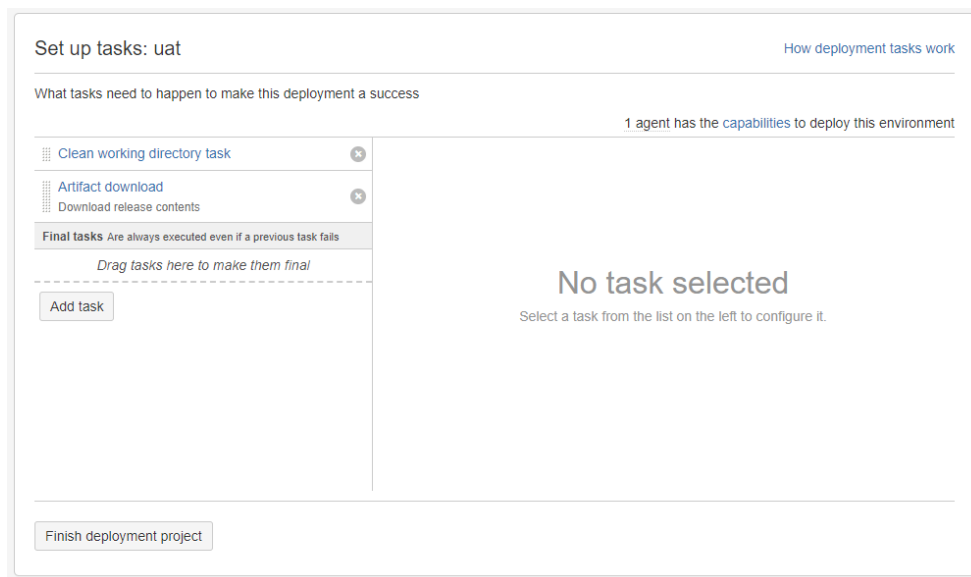 Set up tasks: uat
How deployment tasks work
What tasks need to happen to make this deployment a success
1 agent has the capabilities to deploy this environment
Clean working directory task
Artifact download
Download release contents
Final tasks Are always executed even if a previous task fails
Drag tasks here to make them final
Add task
No task selected
Select a task from the list on the left to configure it.
Finish deployment project